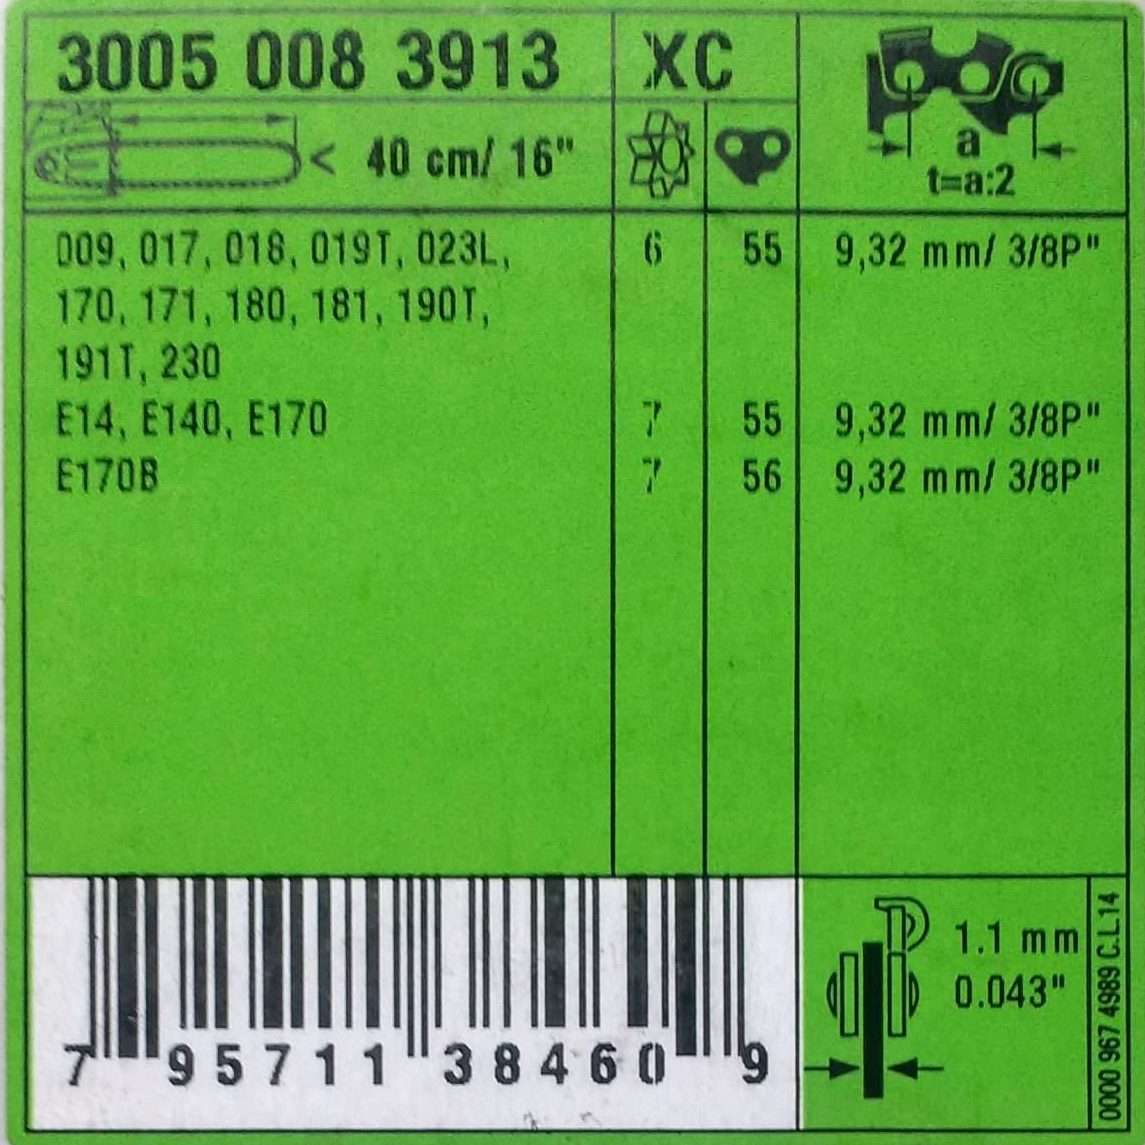 3005 008 3913 XC
a
t=a:2
< 40 cm/ 16"
009, 017, 018, 019T, 023L, 6 55 9,32 mm/ 3/8P"
170, 171, 180, 181, 190T,
191T, 230
E14, E140, E170 7 55 9,32 mm/ 3/8P"
E170B 7 56 9,32 mm/ 3/8P"
1.1 mm
0.043"
0000 967 4989 C.L14
7 95711 38460 9